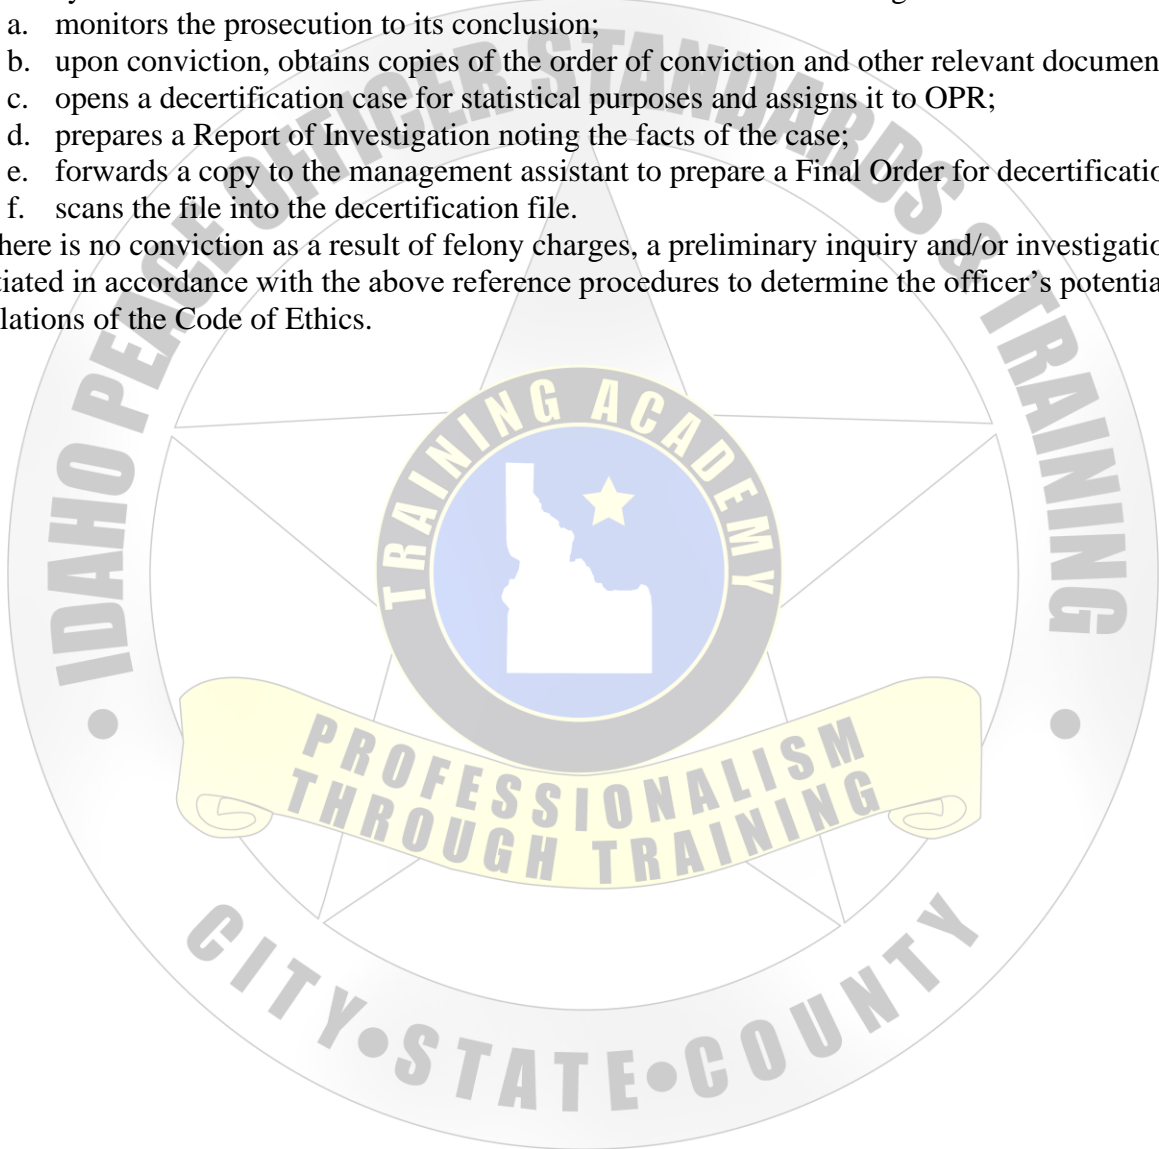 a. monitors the prosecution to its conclusion;
b. upon conviction, obtains copies of the order of conviction and other relevant documen
c. opens a decertification case for statistical purposes and assigns it to OPR;
d. prepares a Report of Investigation noting the facts of the case;
e. forwards a copy to the management assistant to prepare a Final Order for decertificatio
f. scans the file into the decertification file.
here is no conviction as a result of felony charges, a preliminary inquiry and/or investigatio
tiated in accordance with the above reference procedures to determine the officer’s potentia
lations of the Code of Ethics.
• IDAHO PEACE OFFICER STANDARDS & TRAINING •
TRAINING ACADEMY
PROFESSIONALISM
THROUGH TRAINING
CITY•STATE•COUNTY